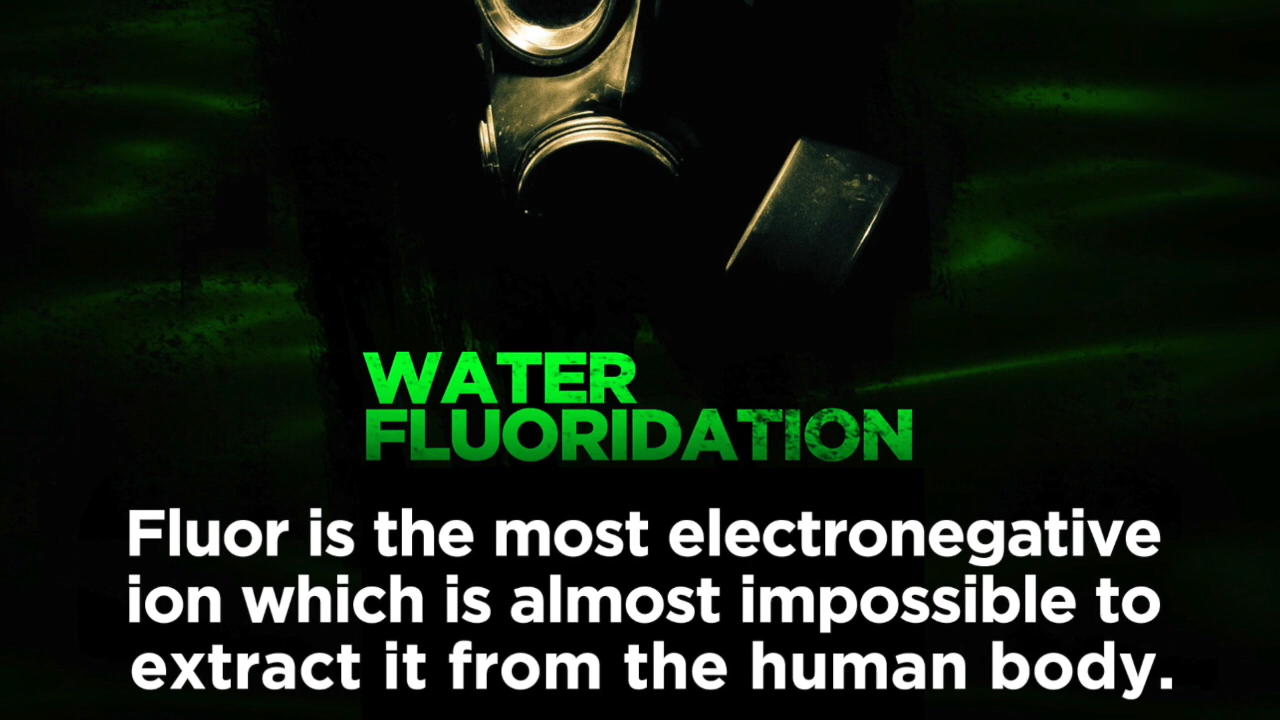 WATER
FLUORIDATION
Fluor is the most electronegative
ion which is almost impossible to
extract it from the human body.